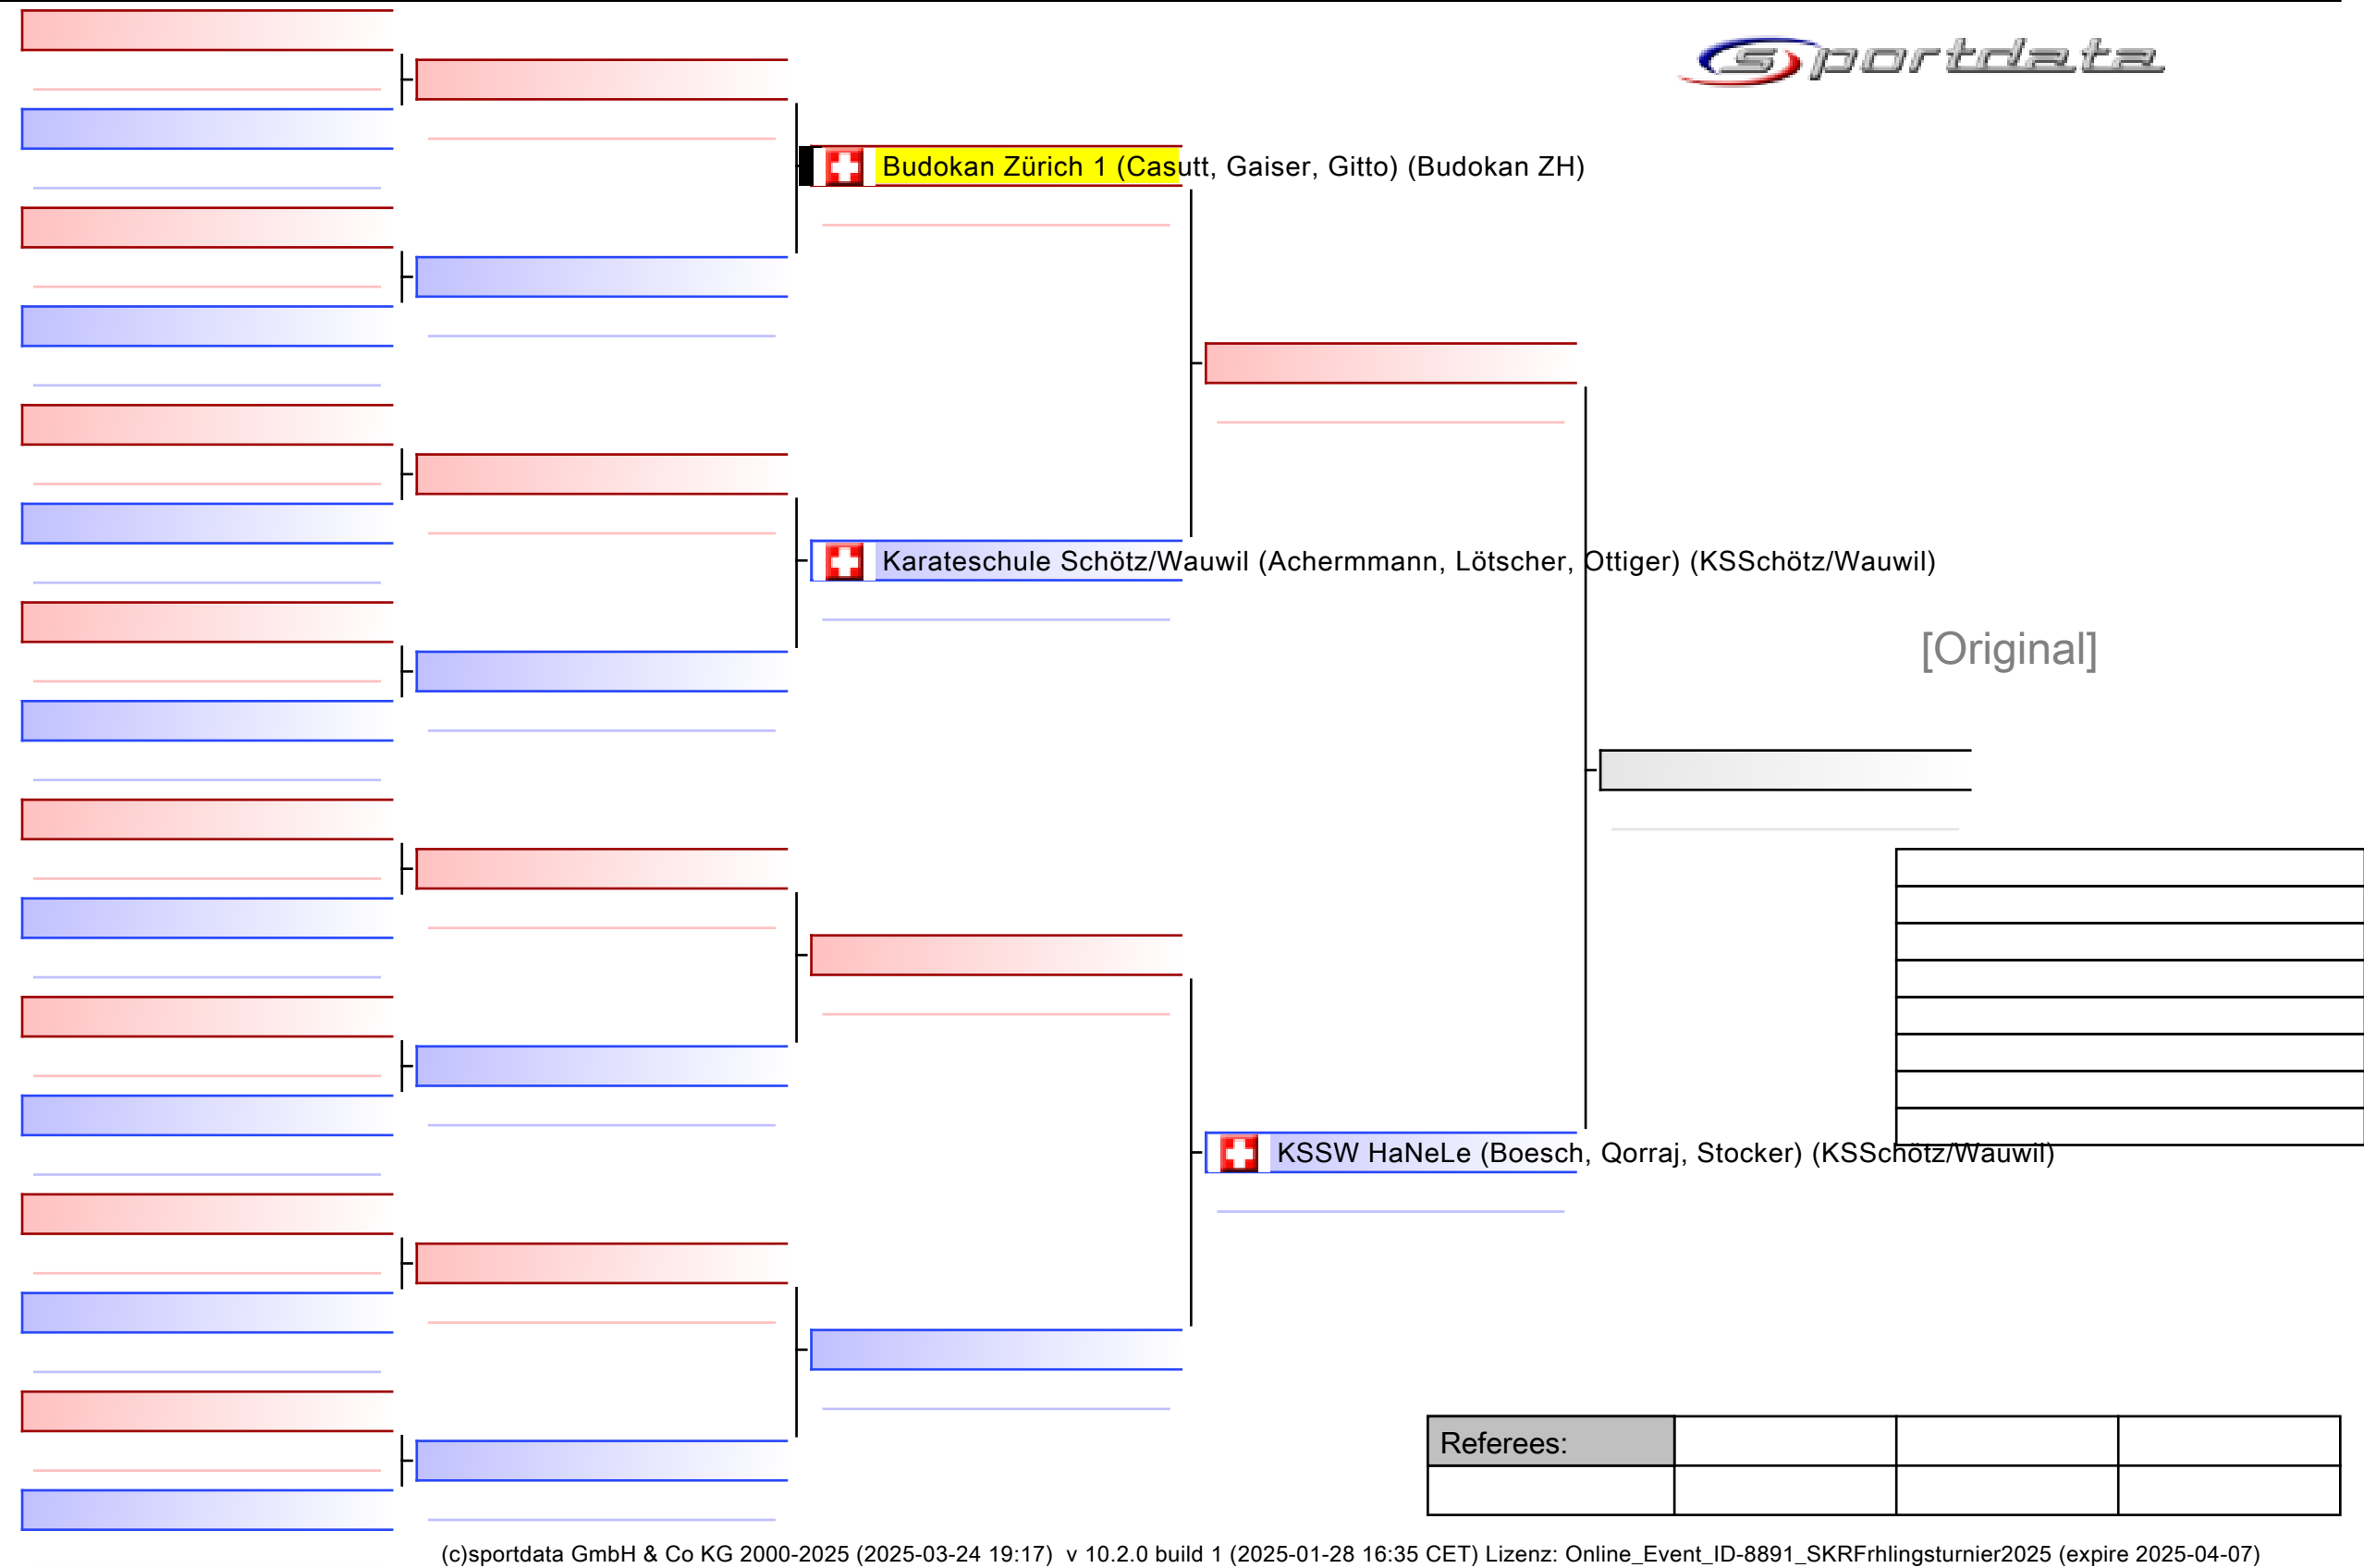 sportdata
Budokan Zürich 1 (Casutt, Gaiser, Gitto) (Budokan ZH)
Karateschule Schötz/Wauwil (Achermmann, Lötscher, Ottiger) (KSSchötz/Wauwil)
[Original]
KSSW HaNeLe (Boesch, Qorraj, Stocker) (KSSchötz/Wauwil)
Referees:
(c)sportdata GmbH & Co KG 2000-2025 (2025-03-24 19:17) v 10.2.0 build 1 (2025-01-28 16:35 CET) Lizenz: Online_Event_ID-8891_SKRFrhlingsturnier2025 (expire 2025-04-07)